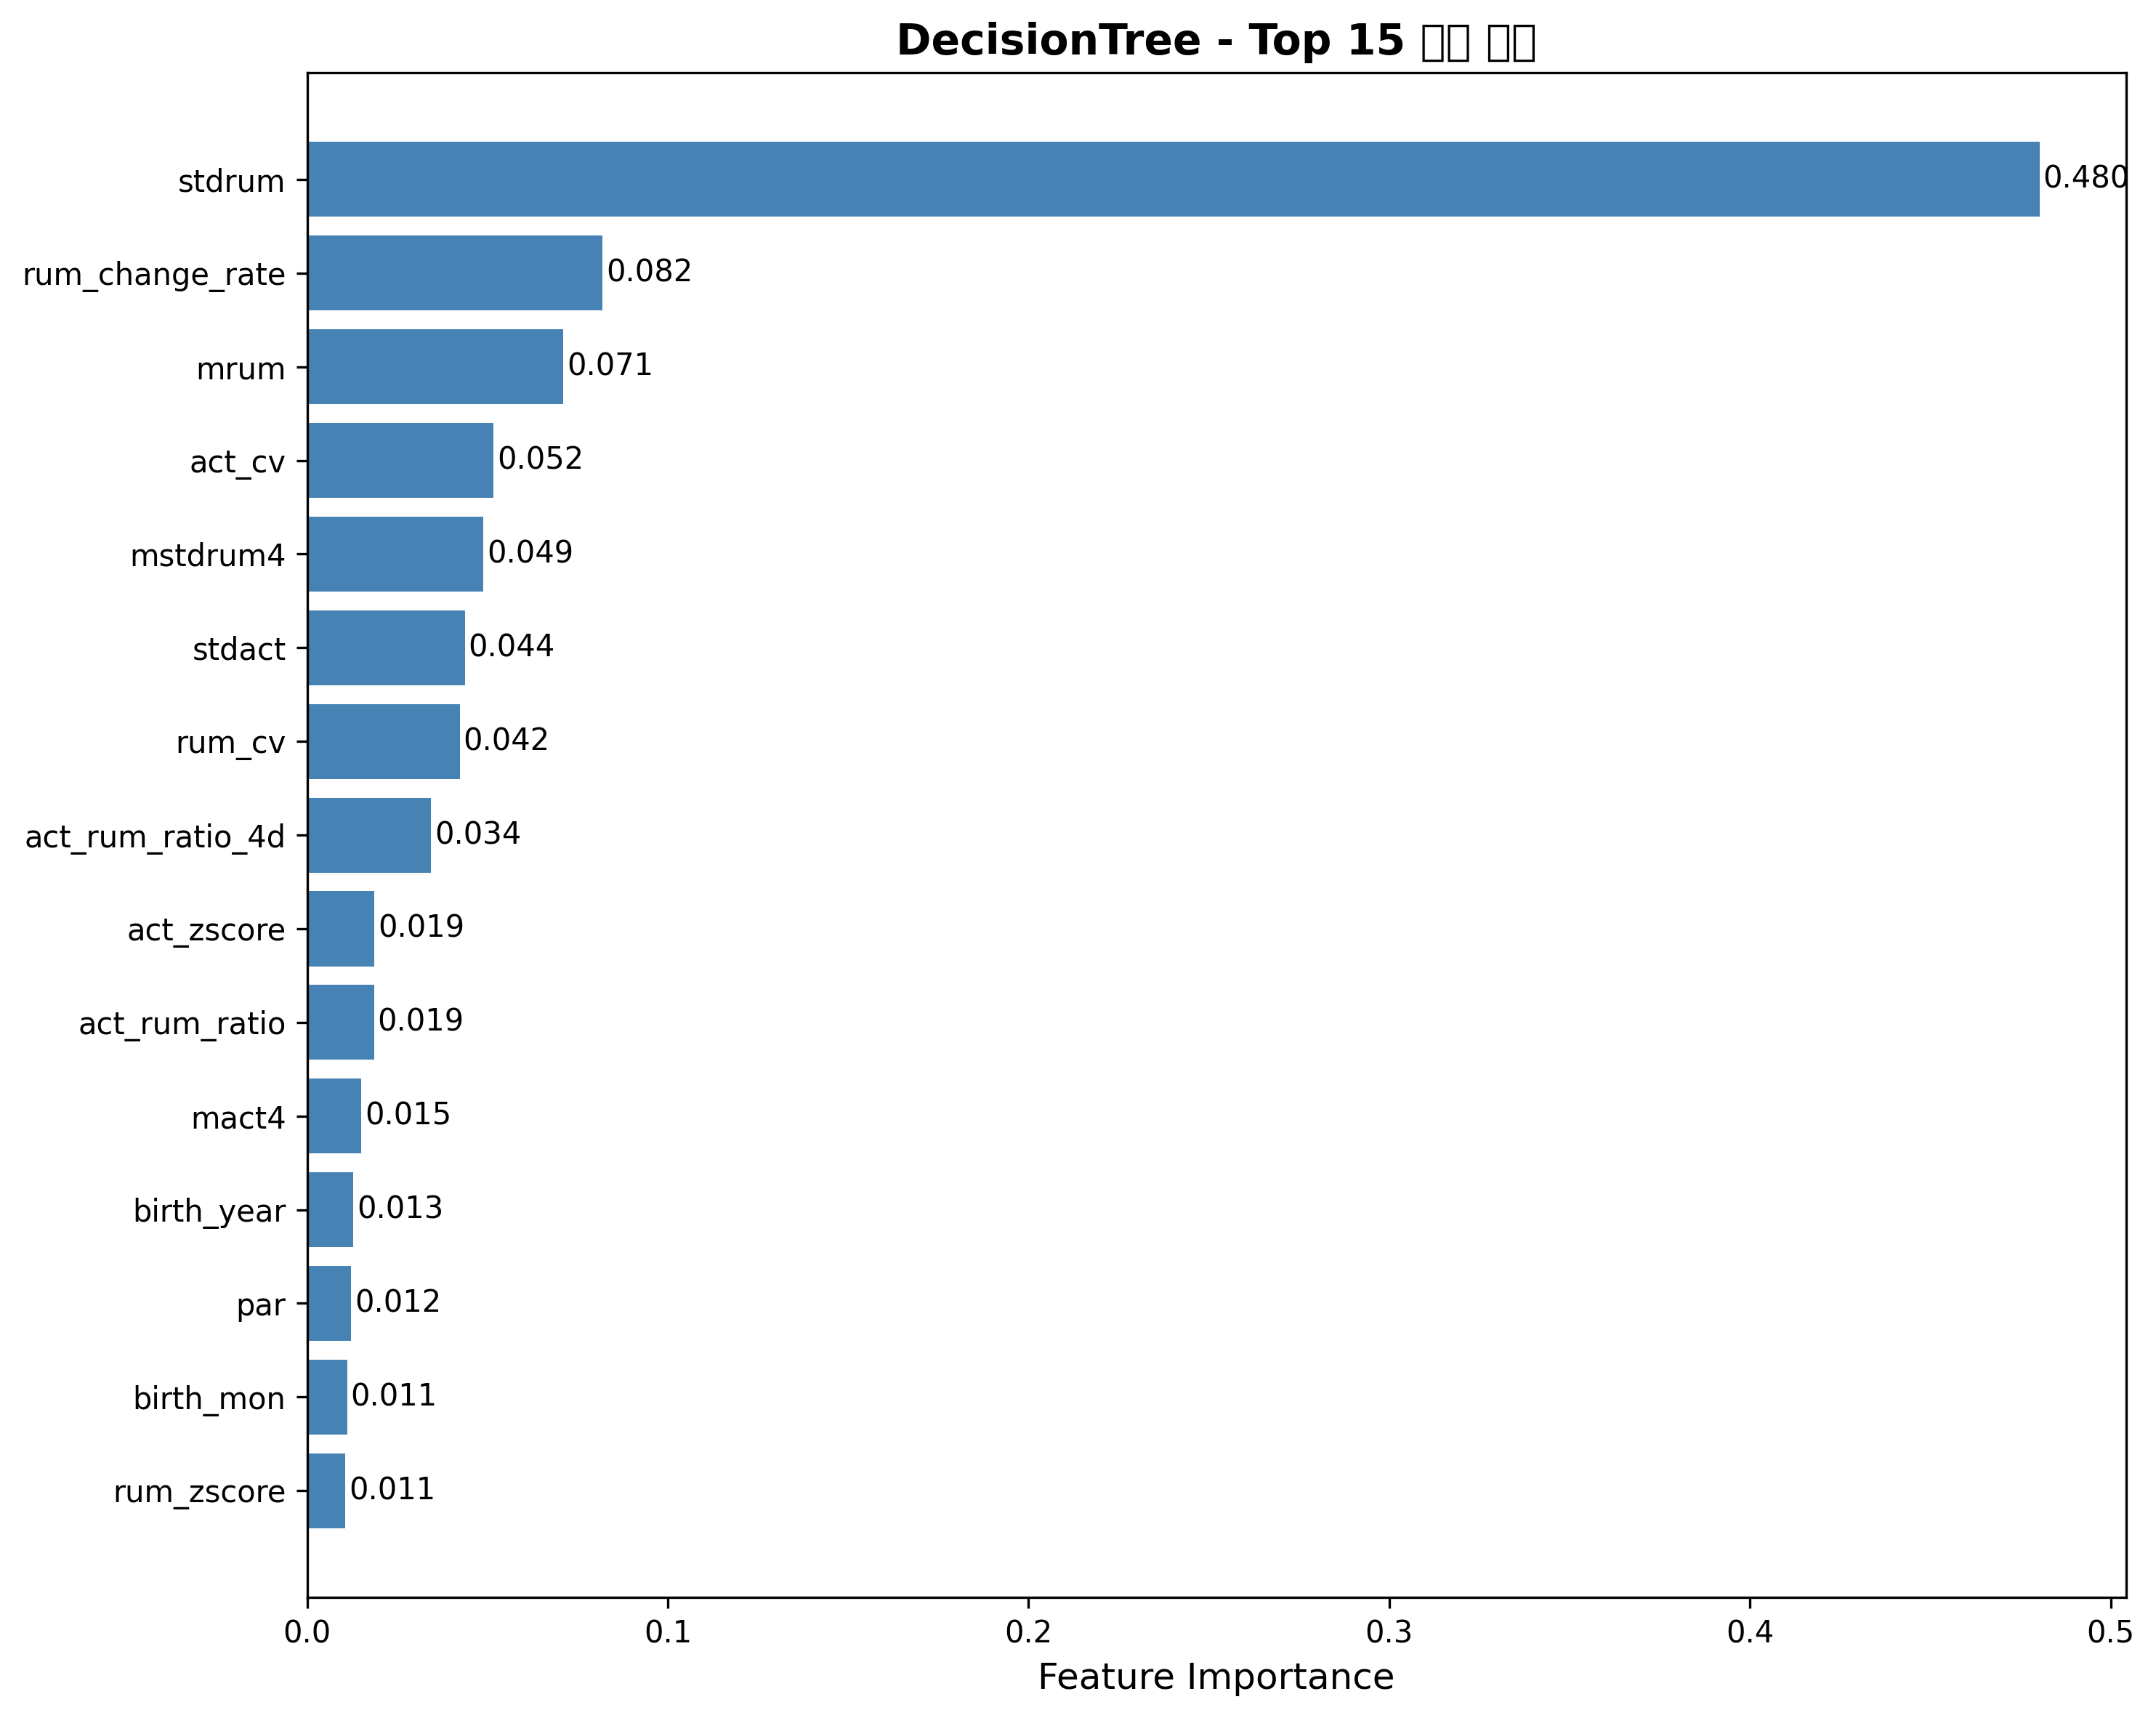 DecisionTree - Top 15
stdrum 0.480
rum_change_rate 0.082
mrum 0.071
act_cv 0.052
mstdrum4 0.049
stdact 0.044
rum_cv 0.042
act_rum_ratio_4d 0.034
act_zscore 0.019
act_rum_ratio 0.019
mact4 0.015
birth_year 0.013
par 0.012
birth_mon 0.011
rum_zscore 0.011
0.0 0.1 0.2 0.3 0.4 0.5
Feature Importance